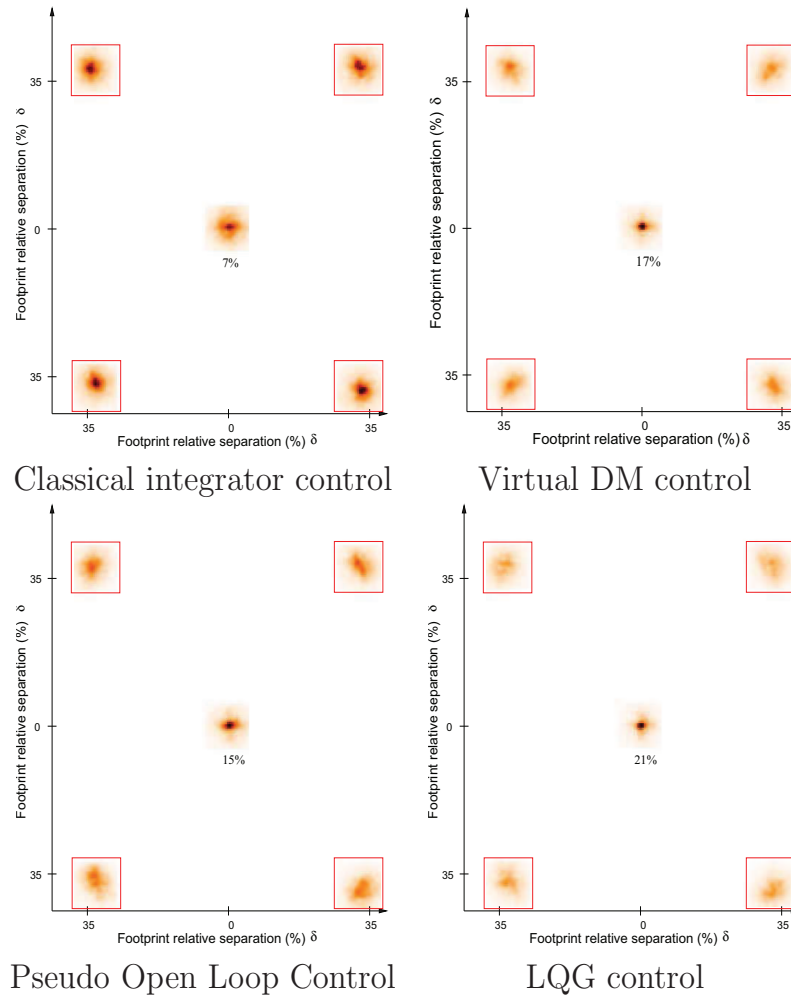 Footprint relative separation (%) δ
35
0
35
7%
35
0
35
Footprint relative separation (%) δ
Classical integrator control
Footprint relative separation (%) δ
35
0
35
17%
35
0
35
Footprint relative separation (%) δ
Virtual DM control
Footprint relative separation (%) δ
35
0
35
15%
35
0
35
Footprint relative separation (%) δ
Pseudo Open Loop Control
Footprint relative separation (%) δ
35
0
35
21%
35
0
35
Footprint relative separation (%) δ
LQG control